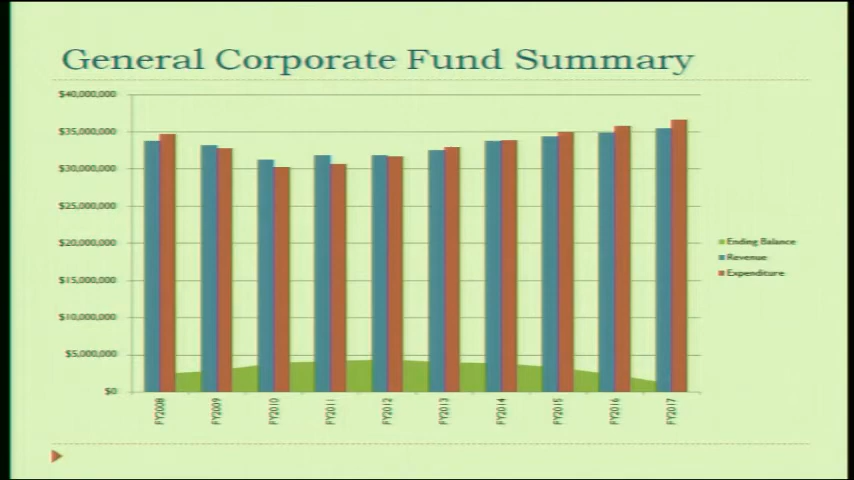 General Corporate Fund Summary
$40,000,000
$35,000,000
$30,000,000
$25,000,000
$20,000,000
$15,000,000
$10,000,000
$5,000,000
$0
FY2008
FY2009
FY2010
FY2011
FY2012
FY2013
FY2014
FY2015
FY2016
FY2017
Ending Balance
Revenue
Expenditure